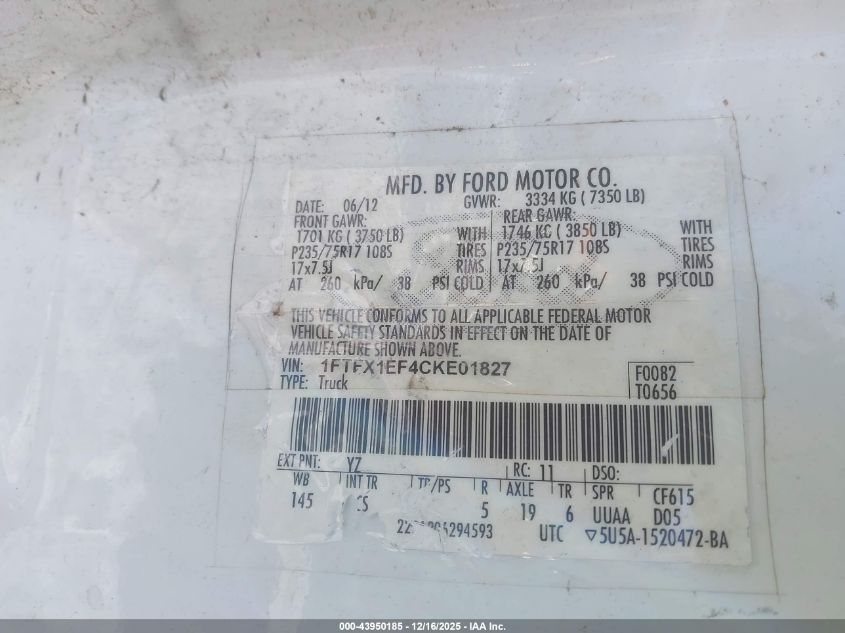 MFD. BY FORD MOTOR CO.
DATE: 06/12 GVWR: 3334 KG ( 7350 LB)
FRONT GAWR: REAR GAWR:
1701 KG ( 3750 LB) WITH 1746 KG ( 3850 LB) WITH
P235/75R17 108S TIRES P235/75R17 108S TIRES
17x7.5J RIMS 17x7.5J RIMS
AT 260 kPa/ 38 PSI COLD AT 260 kPa/ 38 PSI COLD
THIS VEHICLE CONFORMS TO ALL APPLICABLE FEDERAL MOTOR
VEHICLE SAFETY STANDARDS IN EFFECT ON THE DATE OF
MANUFACTURE SHOWN ABOVE.
VIN: 1FTFX1EF4CKE01827 F0082
TYPE: Truck T0656
EXT PNT: YZ RC: 11 DSO:
WB INT TR TP/PS R AXLE TR SPR CF615
145 CS 5 19 6 UUAA D05
UTC ▽5U5A-1520472-BA
000-43950185 - 12/16/2025 - IAA Inc.